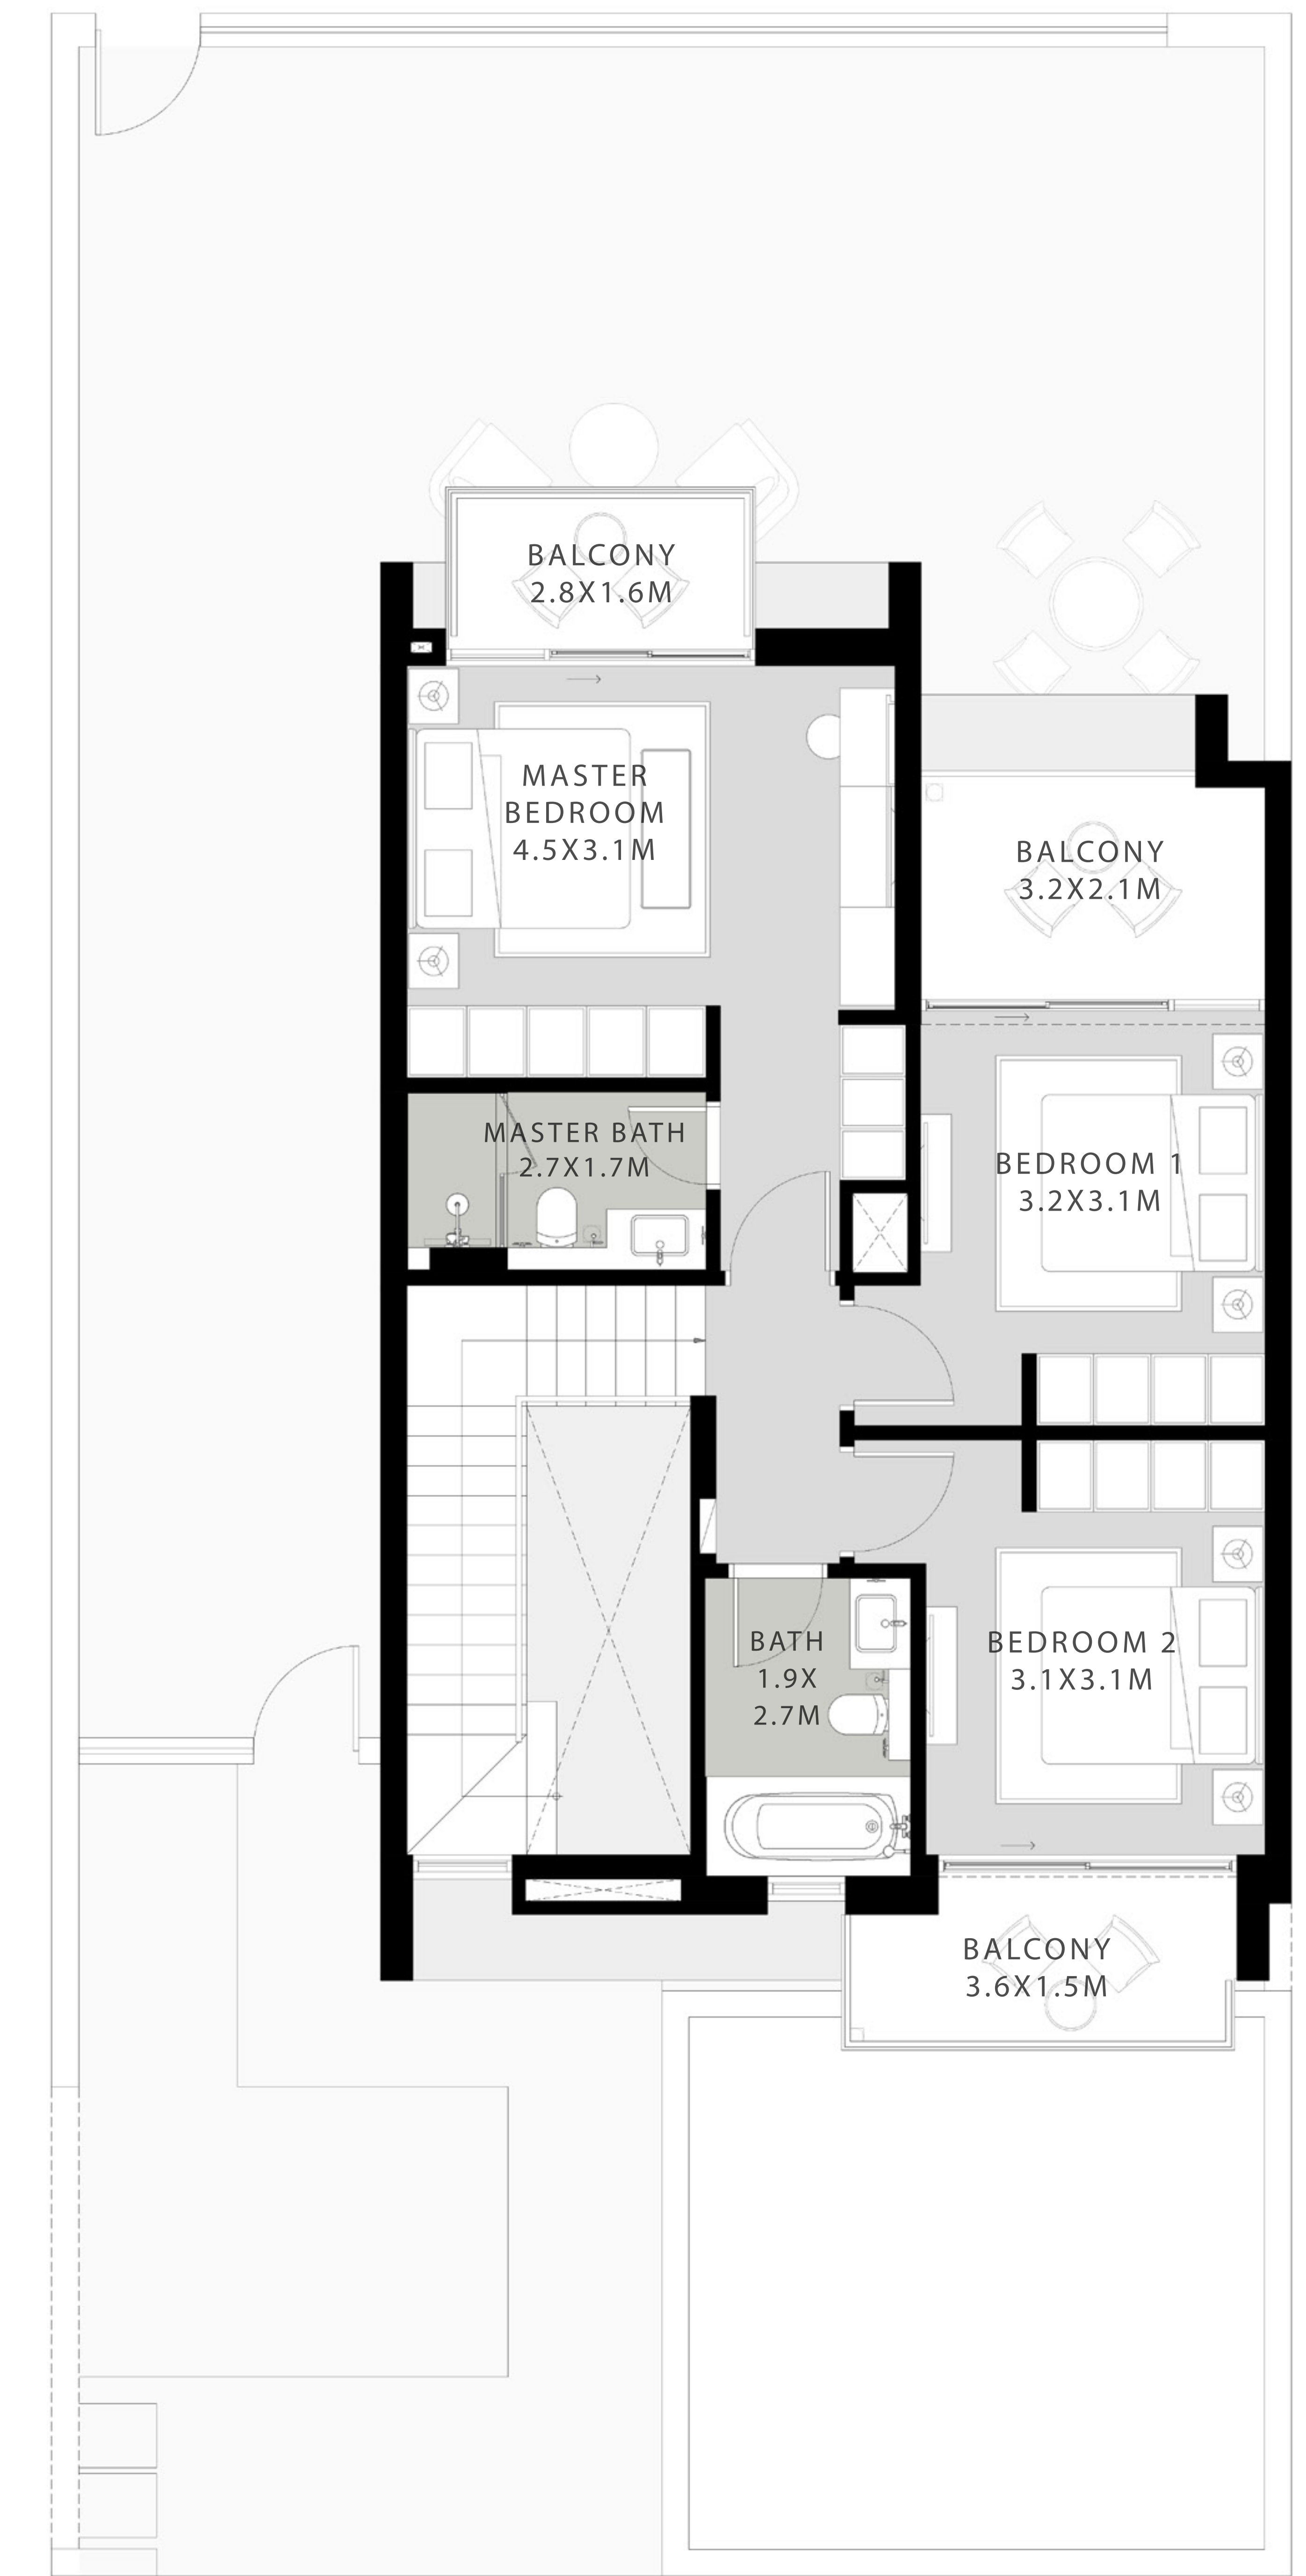 BALCONY
2.8X1.6M
MASTER
BEDROOM
4.5X3.1M
BALCONY
3.2X2.1M
MASTER BATH
2.7X1.7M
BEDROOM 1
3.2X3.1M
BATH
1.9X
2.7M
BEDROOM 2
3.1X3.1M
BALCONY
3.6X1.5M